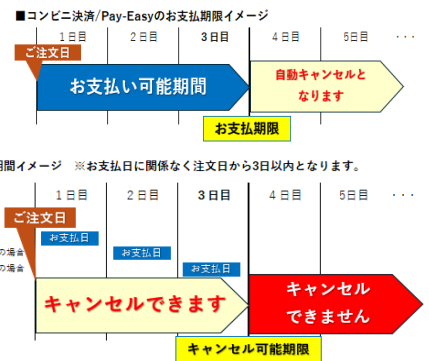 ■コンビニ決済/Pay-Easyのお支払期限イメージ
1日目 2日目 3日目 4日目 5日目 ・・・
ご注文日
お支払い可能期間
自動キャンセルと
なります
お支払期限
期間イメージ ※お支払日に関係なく注文日から3日以内となります。
1日目 2日目 3日目 4日目 5日目 ・・・
ご注文日
お支払日
の場合 お支払日
の場合 お支払日
キャンセルできます
キャンセル
できません
キャンセル可能期限